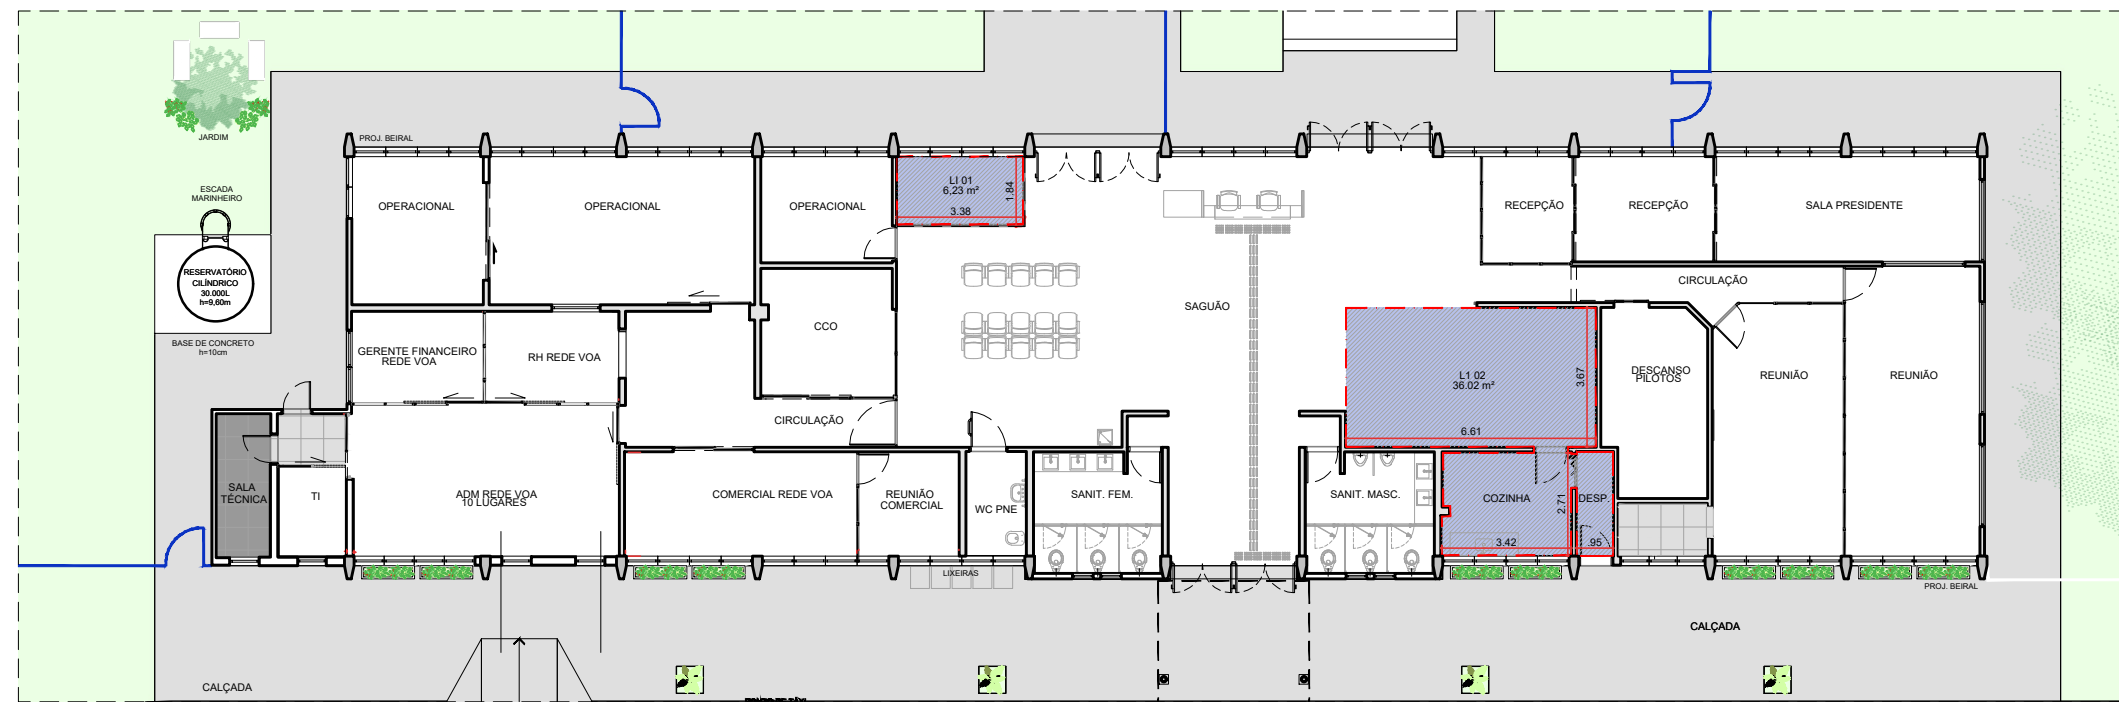 JARDIM
PROJ. BEIRAL
ESCADA
MARINHEIRO
RESERVATÓRIO
CILÍNDRICO
30.000L
h=9,60m
BASE DE CONCRETO
h=10cm
OPERACIONAL
OPERACIONAL
OPERACIONAL
LI 01
6,23 m²
1.84
3.38
RECEPÇÃO
RECEPÇÃO
SALA PRESIDENTE
CIRCULAÇÃO
SAGUÃO
CCO
GERENTE FINANCEIRO
REDE VOA
RH REDE VOA
CIRCULAÇÃO
L1 02
36.02 m²
3.67
6.61
DESCANSO
PILOTOS
REUNIÃO
REUNIÃO
SALA
TÉCNICA
TI
ADM REDE VOA
10 LUGARES
COMERCIAL REDE VOA
REUNIÃO
COMERCIAL
WC PNE
SANIT. FEM.
SANIT. MASC.
COZINHA
2.71
3.42
DESP.
.95
LIXEIRAS
PROJ. BEIRAL
CALÇADA
CALÇADA